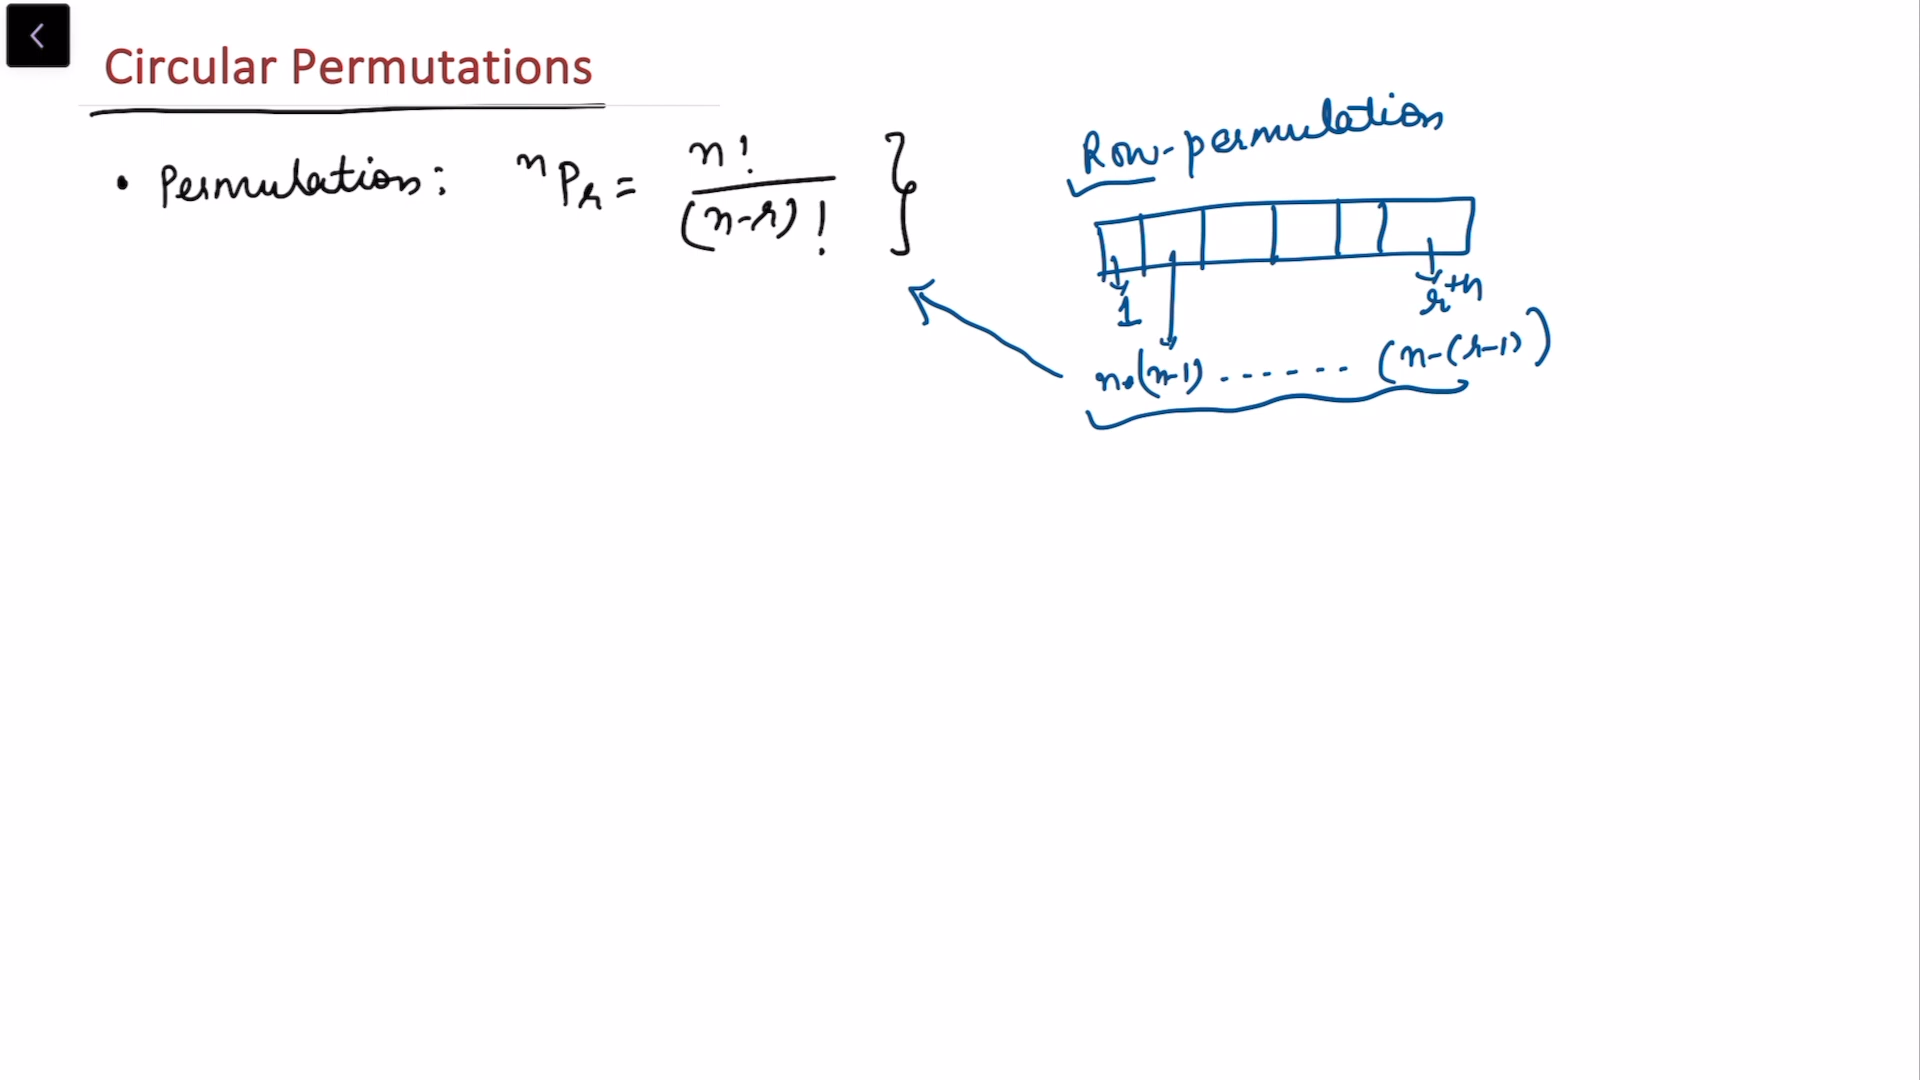 Circular Permutations
• Permutation: ⁿPᵣ = n! / (n-r)! }
Row-permutation
1
rᵗʰ
n.(n-1) ------- (n-(r-1))